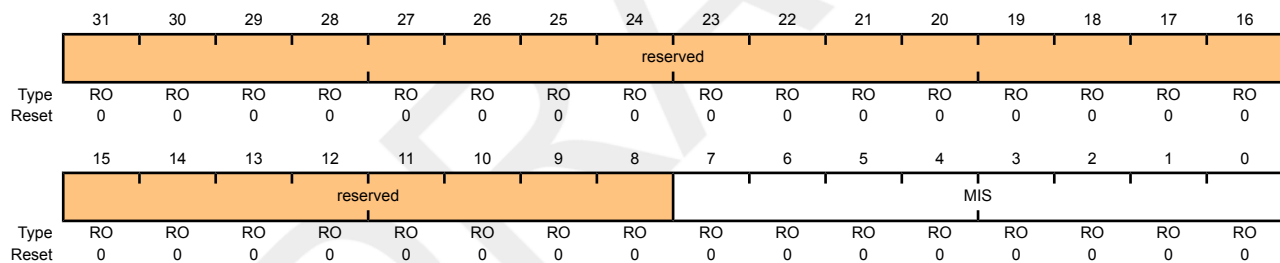 31 30 29 28 27 26 25 24 23 22 21 20 19 18 17 16
reserved
Type RO RO RO RO RO RO RO RO RO RO RO RO RO RO RO RO
Reset 0 0 0 0 0 0 0 0 0 0 0 0 0 0 0 0
15 14 13 12 11 10 9 8 7 6 5 4 3 2 1 0
reserved MIS
Type RO RO RO RO RO RO RO RO RO RO RO RO RO RO RO RO
Reset 0 0 0 0 0 0 0 0 0 0 0 0 0 0 0 0